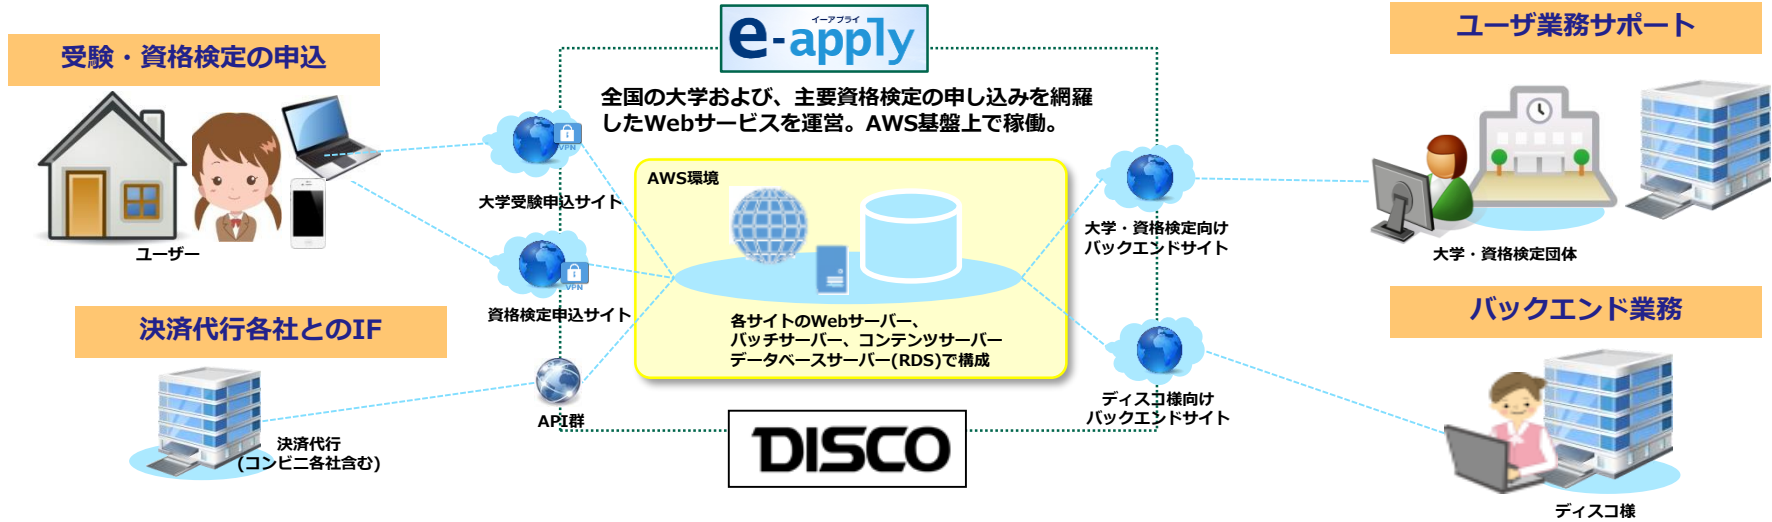 受験・資格検定の申込
ユーザー
決済代行各社とのIF
決済代行
(コンビニ各社含む)
イーアプライ
e-apply
全国の大学および、主要資格検定の申し込みを網羅
したWebサービスを運営。AWS基盤上で稼働。
VPN
大学受験申込サイト
VPN
資格検定申込サイト
API群
AWS環境
各サイトのWebサーバー、
バッチサーバー、コンテンツサーバー
データベースサーバー(RDS)で構成
DISCO
大学・資格検定向け
バックエンドサイト
ディスコ様向け
バックエンドサイト
ユーザ業務サポート
大学・資格検定団体
バックエンド業務
ディスコ様